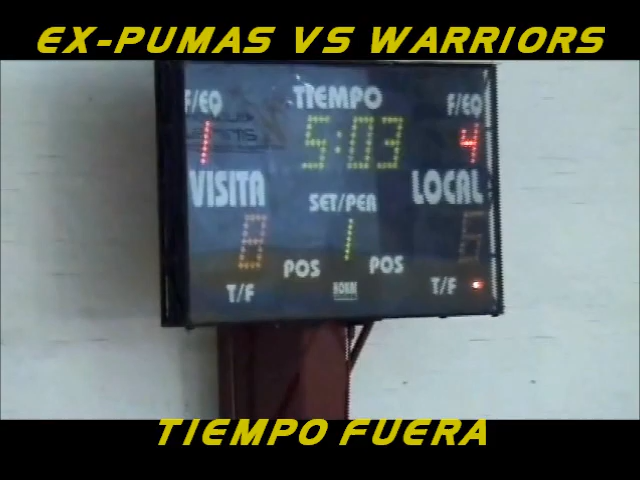 EX-PUMAS VS WARRIORS
F/EQ TIEMPO F/EQ
1 5:03 4
VISITA SET/PER LOCAL
8 1 6
POS POS
T/F T/F
TIEMPO FUERA